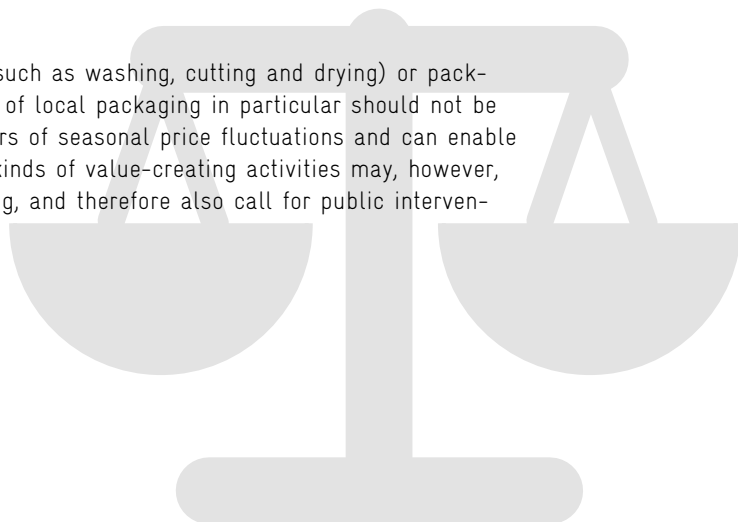 such as washing, cutting and drying) or pack-
of local packaging in particular should not be
rs of seasonal price fluctuations and can enable
kinds of value-creating activities may, however,
g, and therefore also call for public interven-